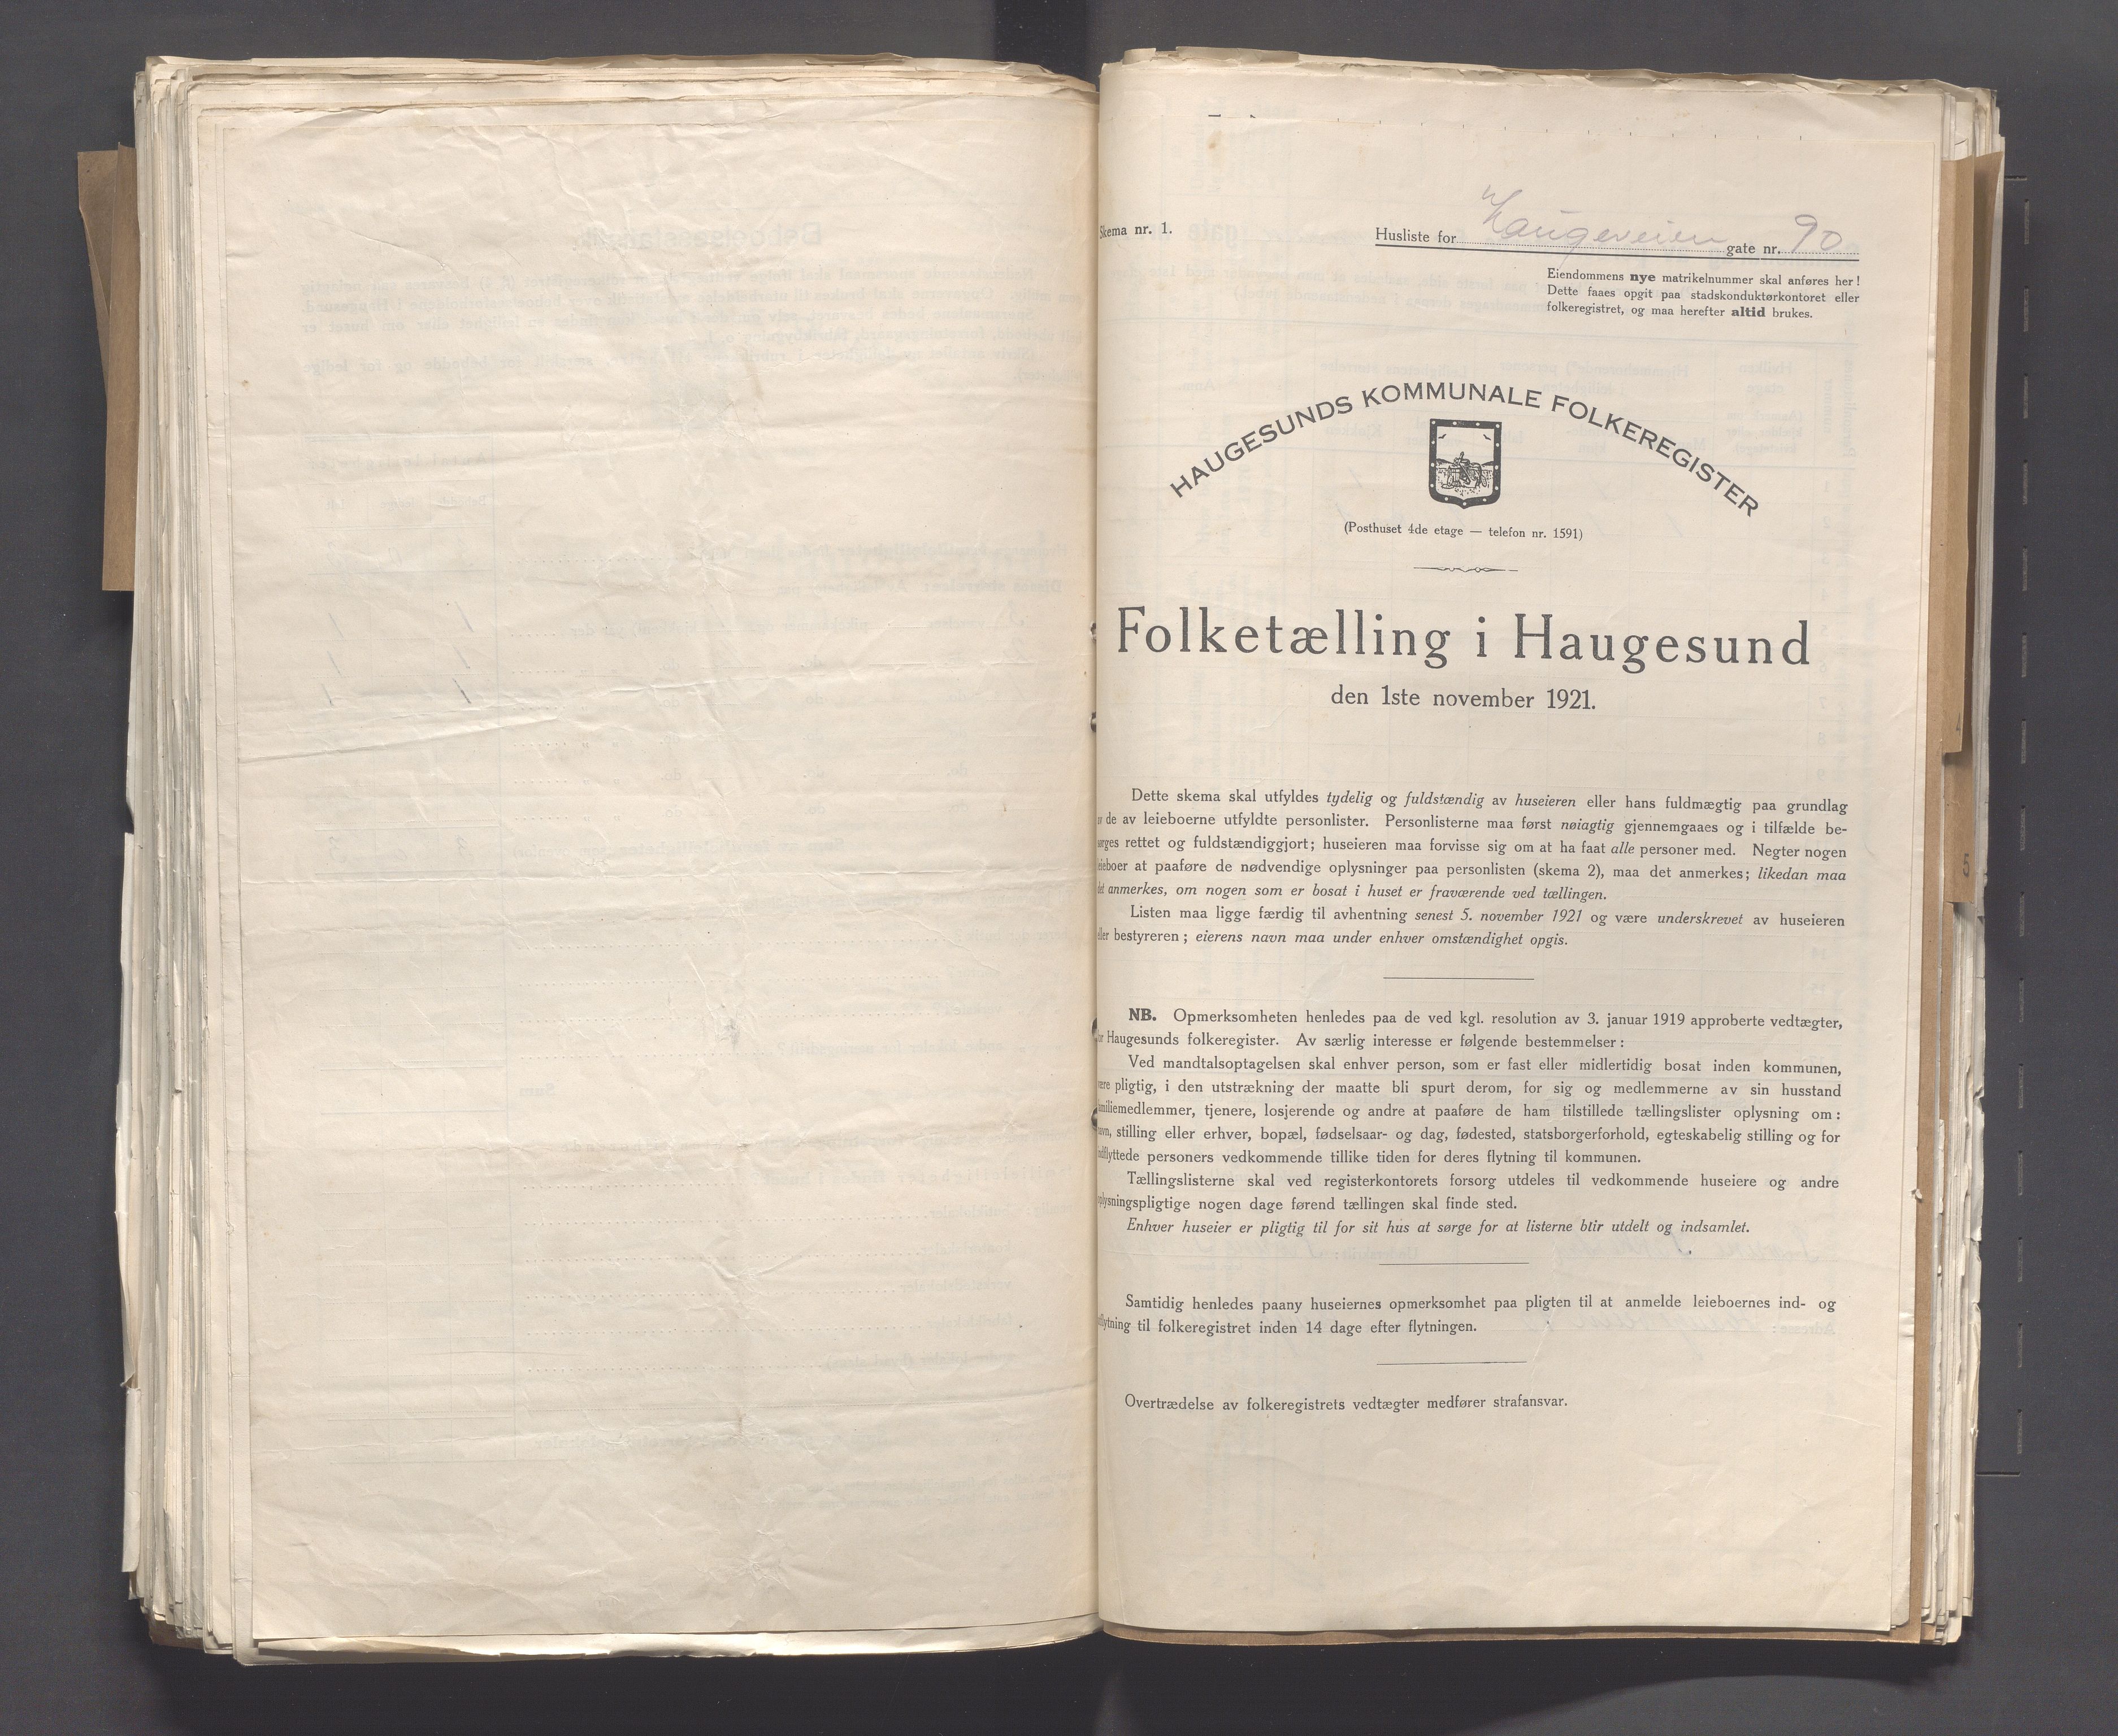 Skema nr. 1.
Husliste for Haugeveien gate nr. 90
Eiendommens nye matrikelnummer skal anføres her!
Dette faaes opgit paa stadskonduktørkontoret eller
folkeregistret, og maa herefter altid brukes.
HAUGESUNDS KOMMUNALE FOLKEREGISTER
(Posthuset 4de etage — telefon nr. 1591)
Folketælling i Haugesund
den 1ste november 1921.
Dette skema skal utfyldes tydelig og fuldstændig av huseieren eller hans fuldmægtig paa grundlag
de av leieboerne utfyldte personlister. Personlisterne maa først nøiagtig gjennemgaaes og i tilfælde be-
sørges rettet og fuldstændiggjort; huseieren maa forvisse sig om at ha faat alle personer med. Negter nogen
leieboer at paaføre de nødvendige oplysninger paa personlisten (skema 2), maa det anmerkes; likedan maa
det anmerkes, om nogen som er bosat i huset er fraværende ved tællingen.
Listen maa ligge færdig til avhentning senest 5. november 1921 og være underskrevet av huseieren
eller bestyreren; eierens navn maa under enhver omstændighet opgis.
NB. Opmerksomheten henledes paa de ved kgl. resolution av 3. januar 1919 approberte vedtægter,
for Haugesunds folkeregister. Av særlig interesse er følgende bestemmelser:
Ved mandtalsoptagelsen skal enhver person, som er fast eller midlertidig bosat inden kommunen,
være pligtig, i den utstrækning der maatte bli spurt derom, for sig og medlemmerne av sin husstand
familiemedlemmer, tjenere, losjerende og andre at paaføre de ham tilstillede tællingslister oplysning om:
navn, stilling eller erhver, bopæl, fødselsaar- og dag, fødested, statsborgerforhold, egteskabelig stilling og for
indflyttede personers vedkommende tillike tiden for deres flytning til kommunen.
Tællingslisterne skal ved registerkontorets forsorg utdeles til vedkommende huseiere og andre
oplysningspligtige nogen dage førend tællingen skal finde sted.
Enhver huseier er pligtig til for sit hus at sørge for at listerne blir utdelt og indsamlet.
Samtidig henledes paany huseiernes opmerksomhet paa pligten til at anmelde leieboernes ind- og
utflytning til folkeregistret inden 14 dage efter flytningen.
Overtrædelse av folkeregistrets vedtægter medfører strafansvar.
5